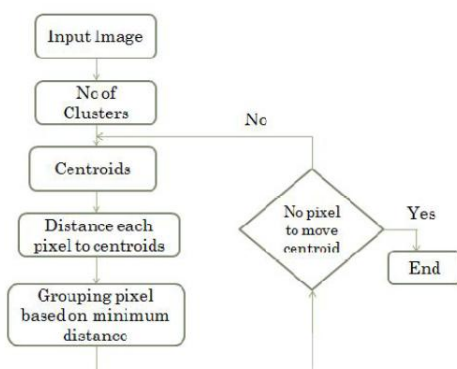 Input Image
No of
Clusters
Centroids
Distance each
pixel to centroids
Grouping pixel
based on minimum
distance
No
No pixel
to move
centroid
Yes
End